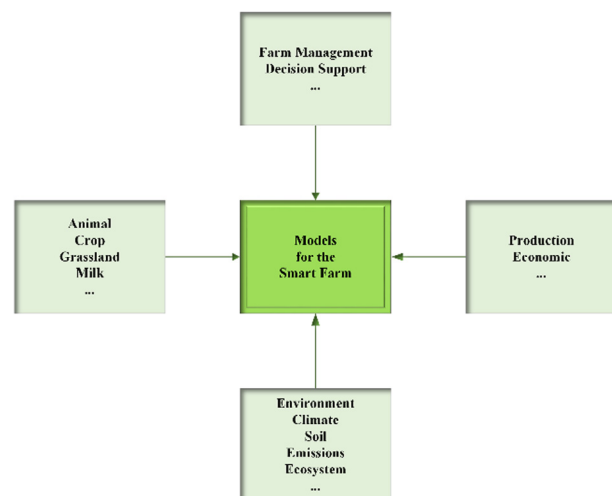 Farm Management
Decision Support
...
Animal
Crop
Grassland
Milk
...
Models
for the
Smart Farm
Production
Economic
...
Environment
Climate
Soil
Emissions
Ecosystem
...